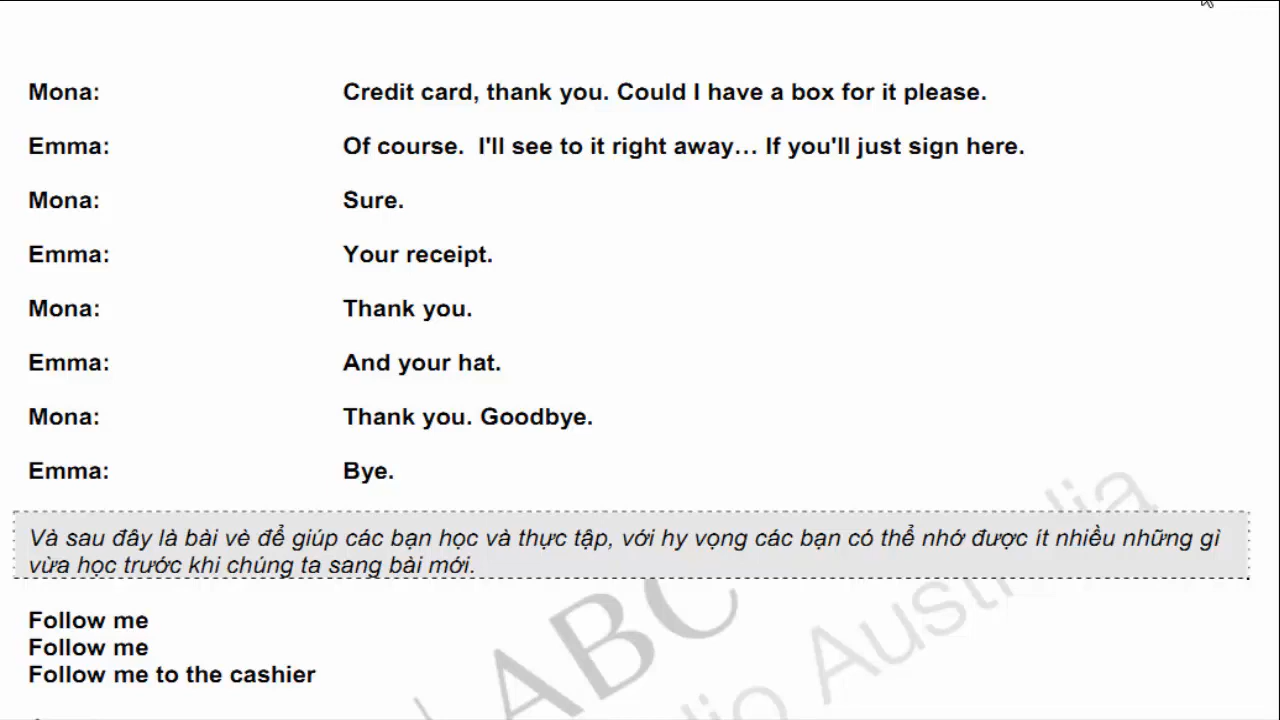 Mona: Credit card, thank you. Could I have a box for it please.
Emma: Of course.  I'll see to it right away… If you'll just sign here.
Mona: Sure.
Emma: Your receipt.
Mona: Thank you.
Emma: And your hat.
Mona: Thank you. Goodbye.
Emma: Bye.
Và sau đây là bài vè để giúp các bạn học và thực tập, với hy vọng các bạn có thể nhớ được ít nhiều những gì
vừa học trước khi chúng ta sang bài mới.
Follow me
Follow me
Follow me to the cashier
ABC
Australia